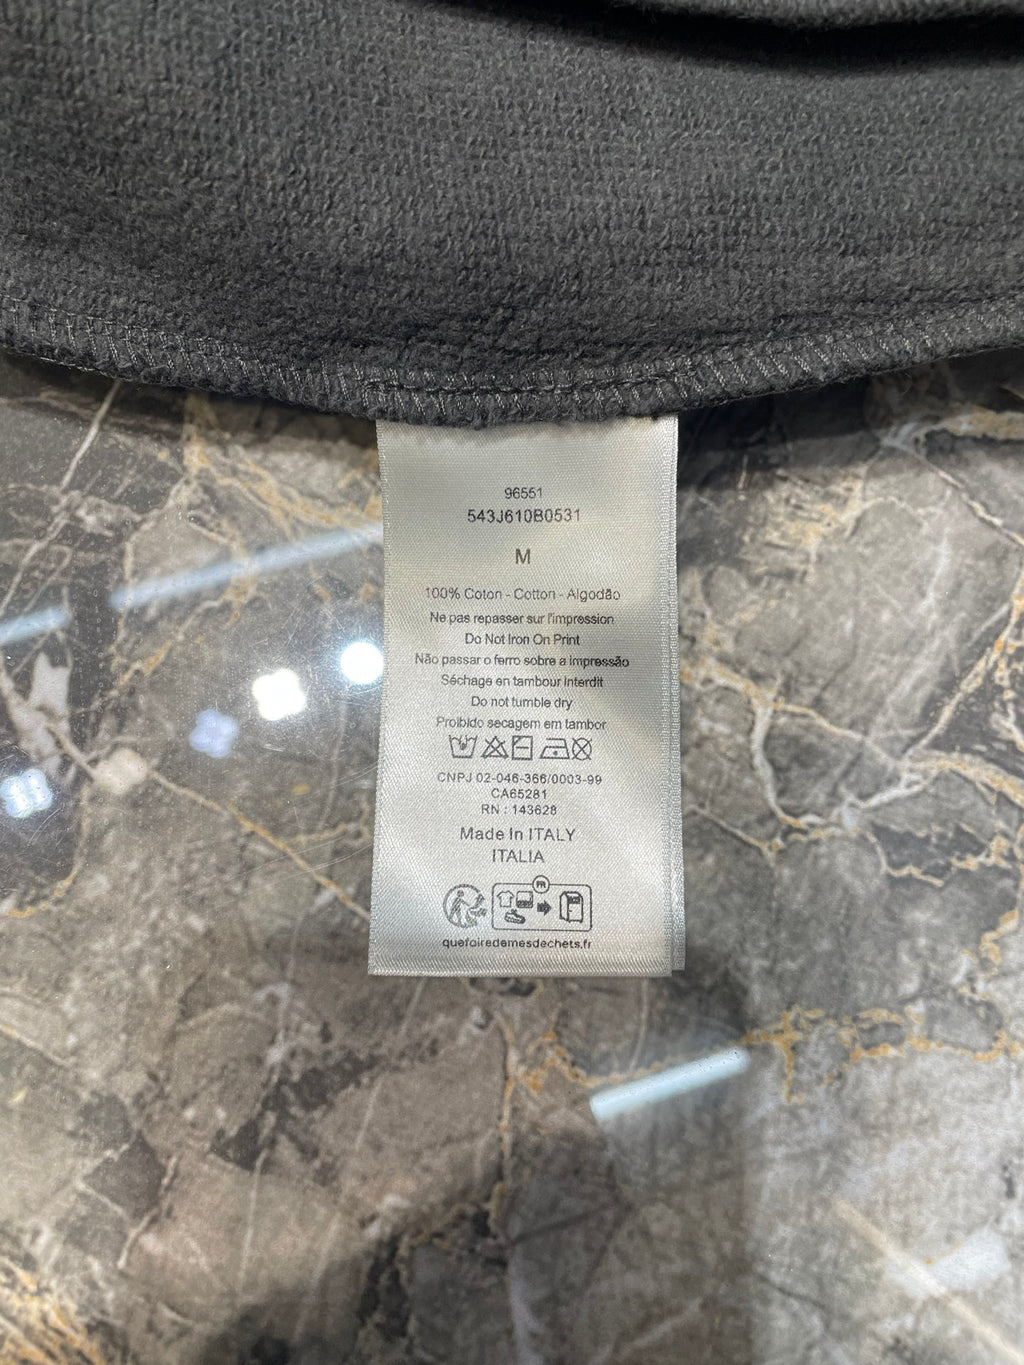 96551
543J610B0531
M
100% Coton - Cotton - Algodão
Ne pas repasser sur l'impression
Do Not Iron On Print
Não passar o ferro sobre a impressão
Séchage en tambour interdit
Do not tumble dry
Proibido secagem em tambor
CNPJ 02-046-366/0003-99
CA65281
RN : 143628
Made In ITALY
ITALIA
FR
quefairedemesdechets.fr